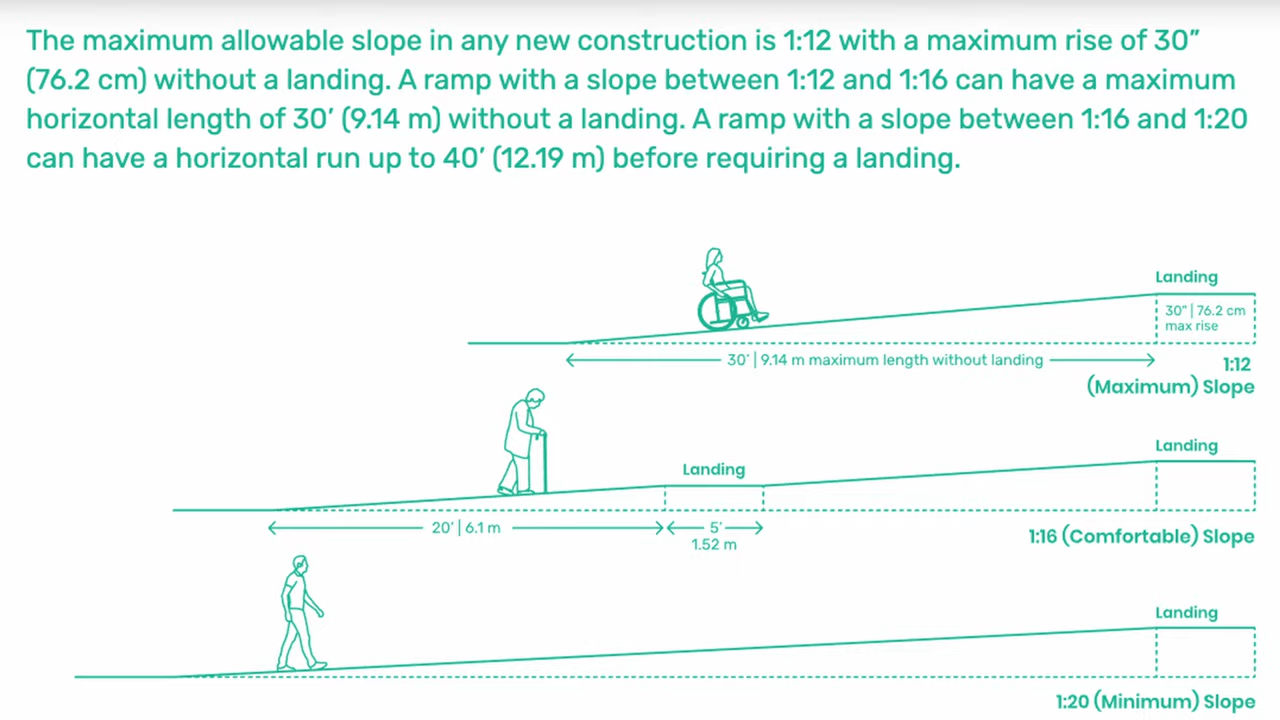 The maximum allowable slope in any new construction is 1:12 with a maximum rise of 30”
(76.2 cm) without a landing. A ramp with a slope between 1:12 and 1:16 can have a maximum
horizontal length of 30’ (9.14 m) without a landing. A ramp with a slope between 1:16 and 1:20
can have a horizontal run up to 40’ (12.19 m) before requiring a landing.
Landing
30” | 76.2 cm
max rise
30’ | 9.14 m maximum length without landing
1:12
(Maximum) Slope
Landing
Landing
20’ | 6.1 m
5’
1.52 m
1:16 (Comfortable) Slope
Landing
1:20 (Minimum) Slope